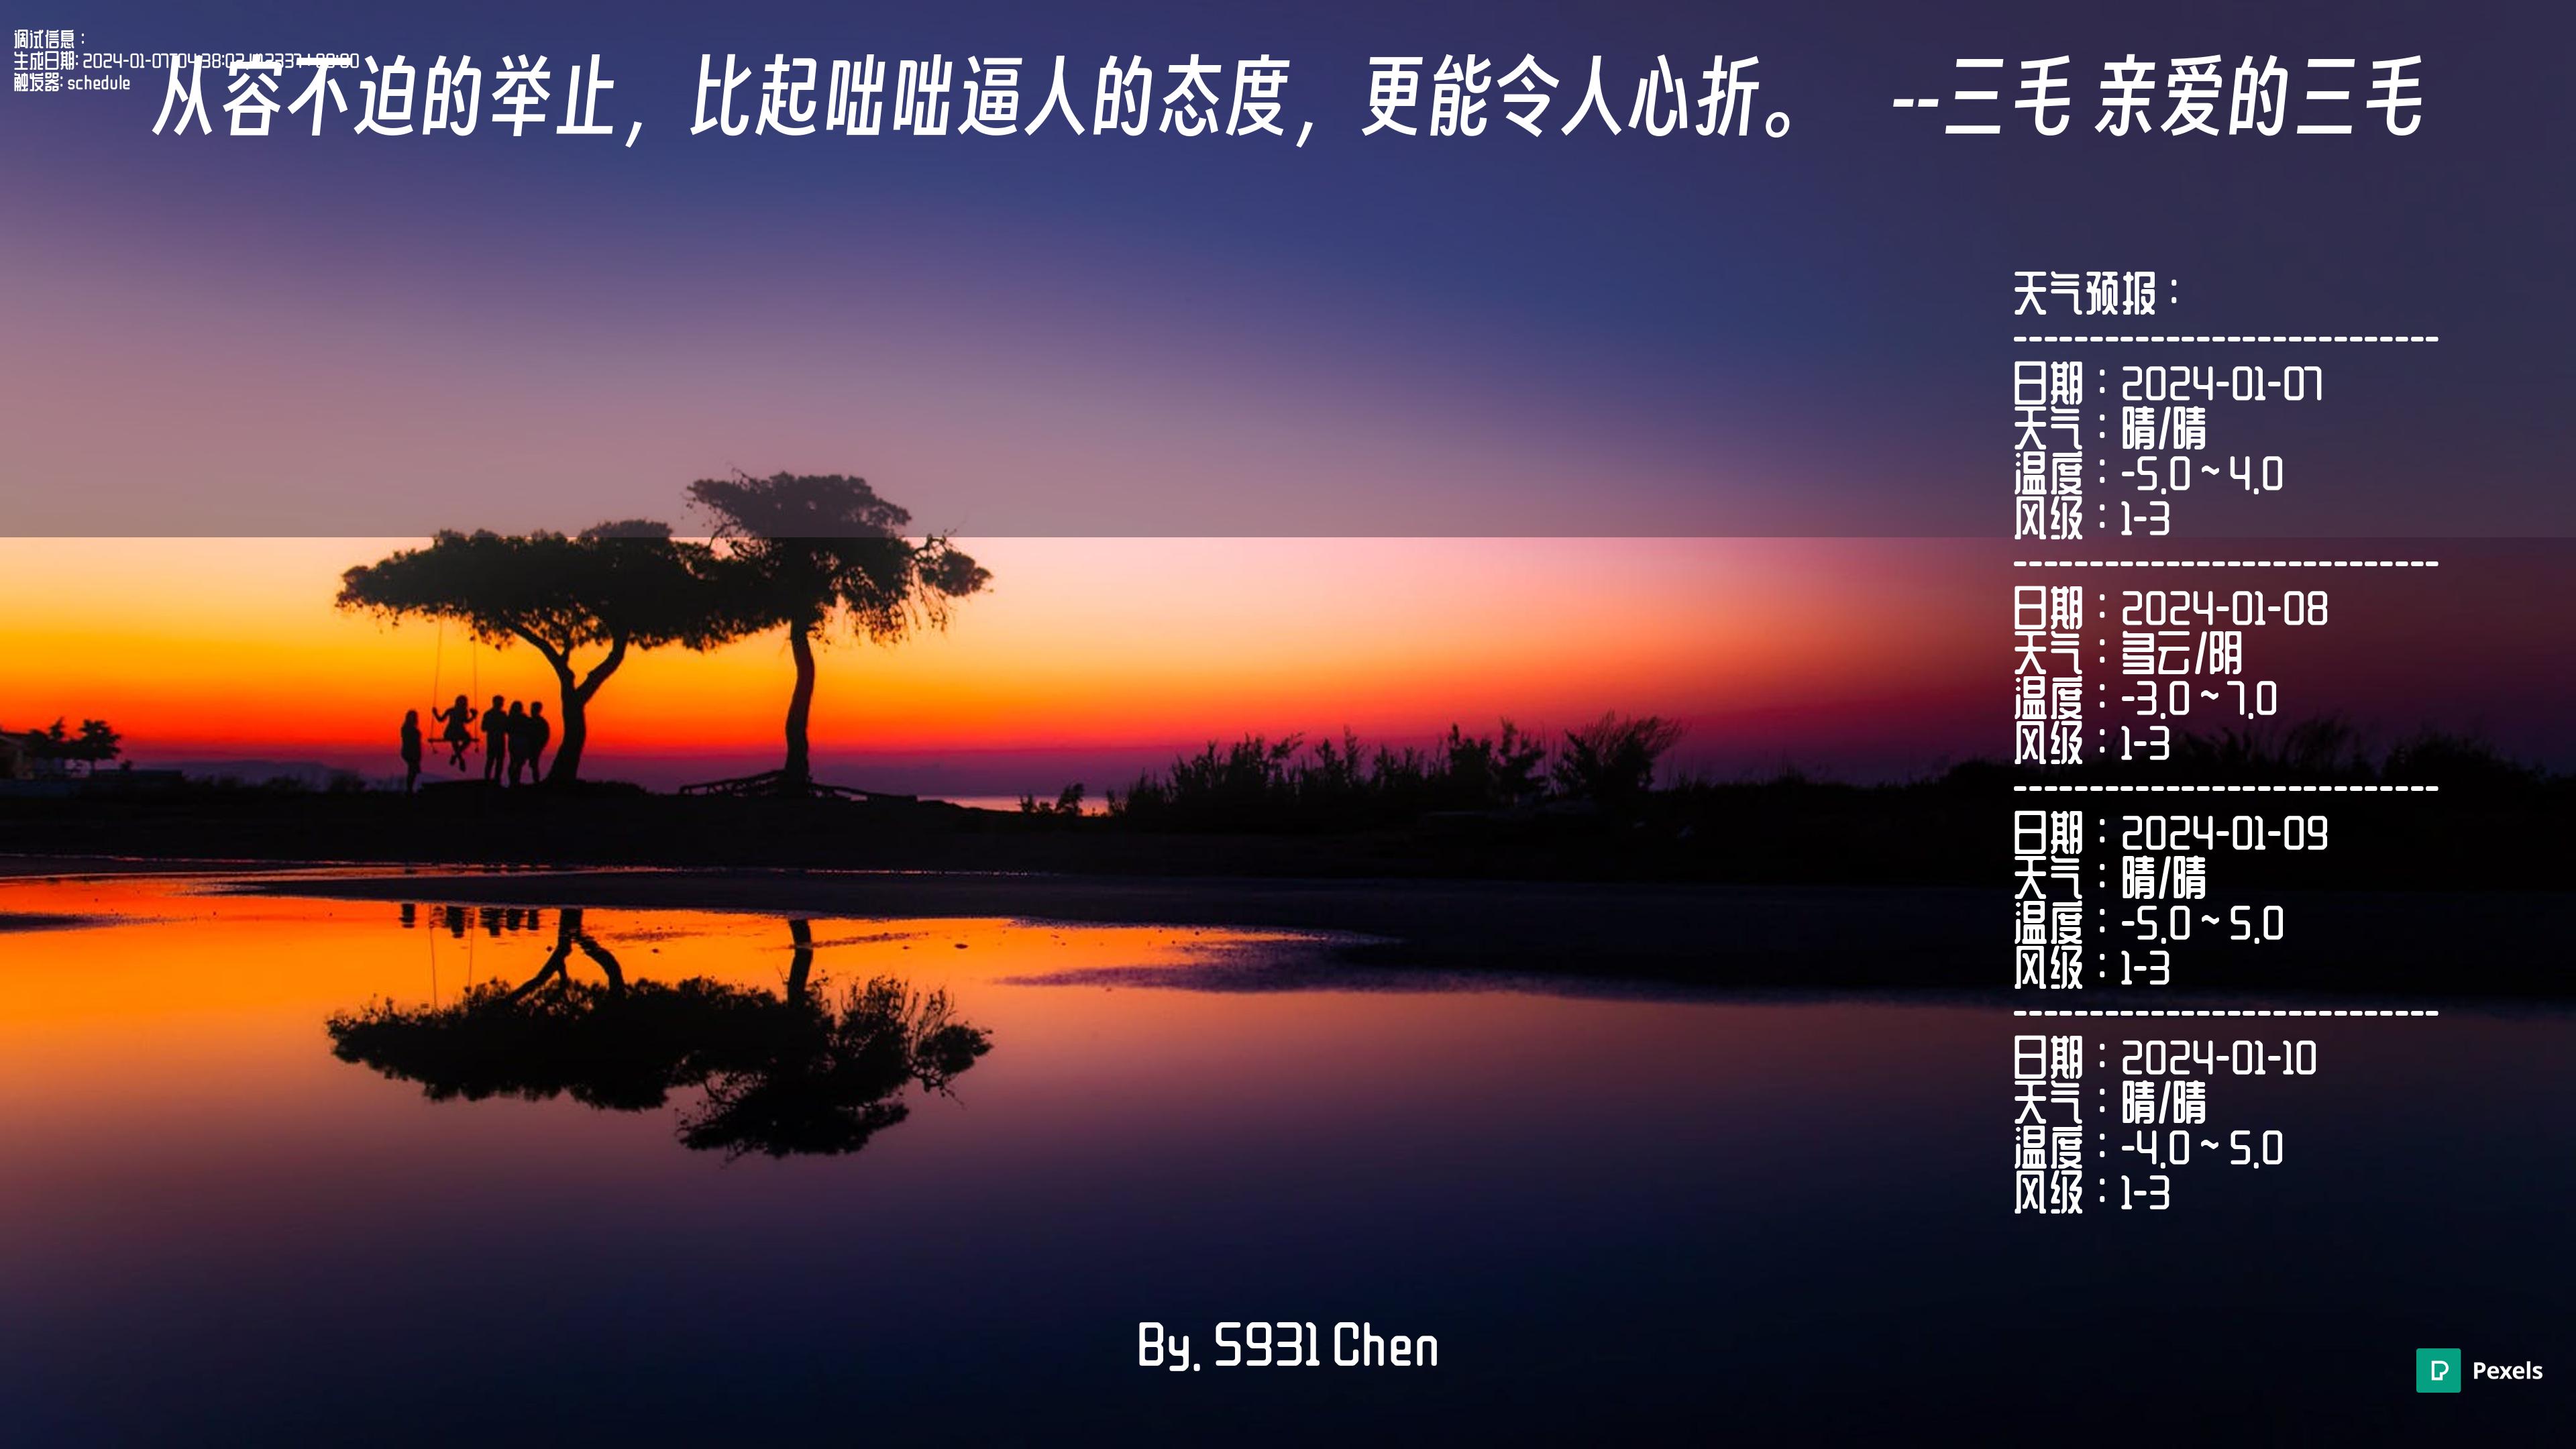 调试信息：
生成日期: 2024-01-07T04:38:02
触发器: schedule
从容不迫的举止，比起咄咄逼人的态度，更能令人心折。 --三毛 亲爱的三毛
天气预报：
----------------------------
日期：2024-01-07
天气：晴/晴
温度：-5.0 ~ 4.0
风级：1-3
----------------------------
日期：2024-01-08
天气：多云/阴
温度：-3.0 ~ 7.0
风级：1-3
----------------------------
日期：2024-01-09
天气：晴/晴
温度：-5.0 ~ 5.0
风级：1-3
----------------------------
日期：2024-01-10
天气：晴/晴
温度：-4.0 ~ 5.0
风级：1-3
By. S931 Chen
Pexels